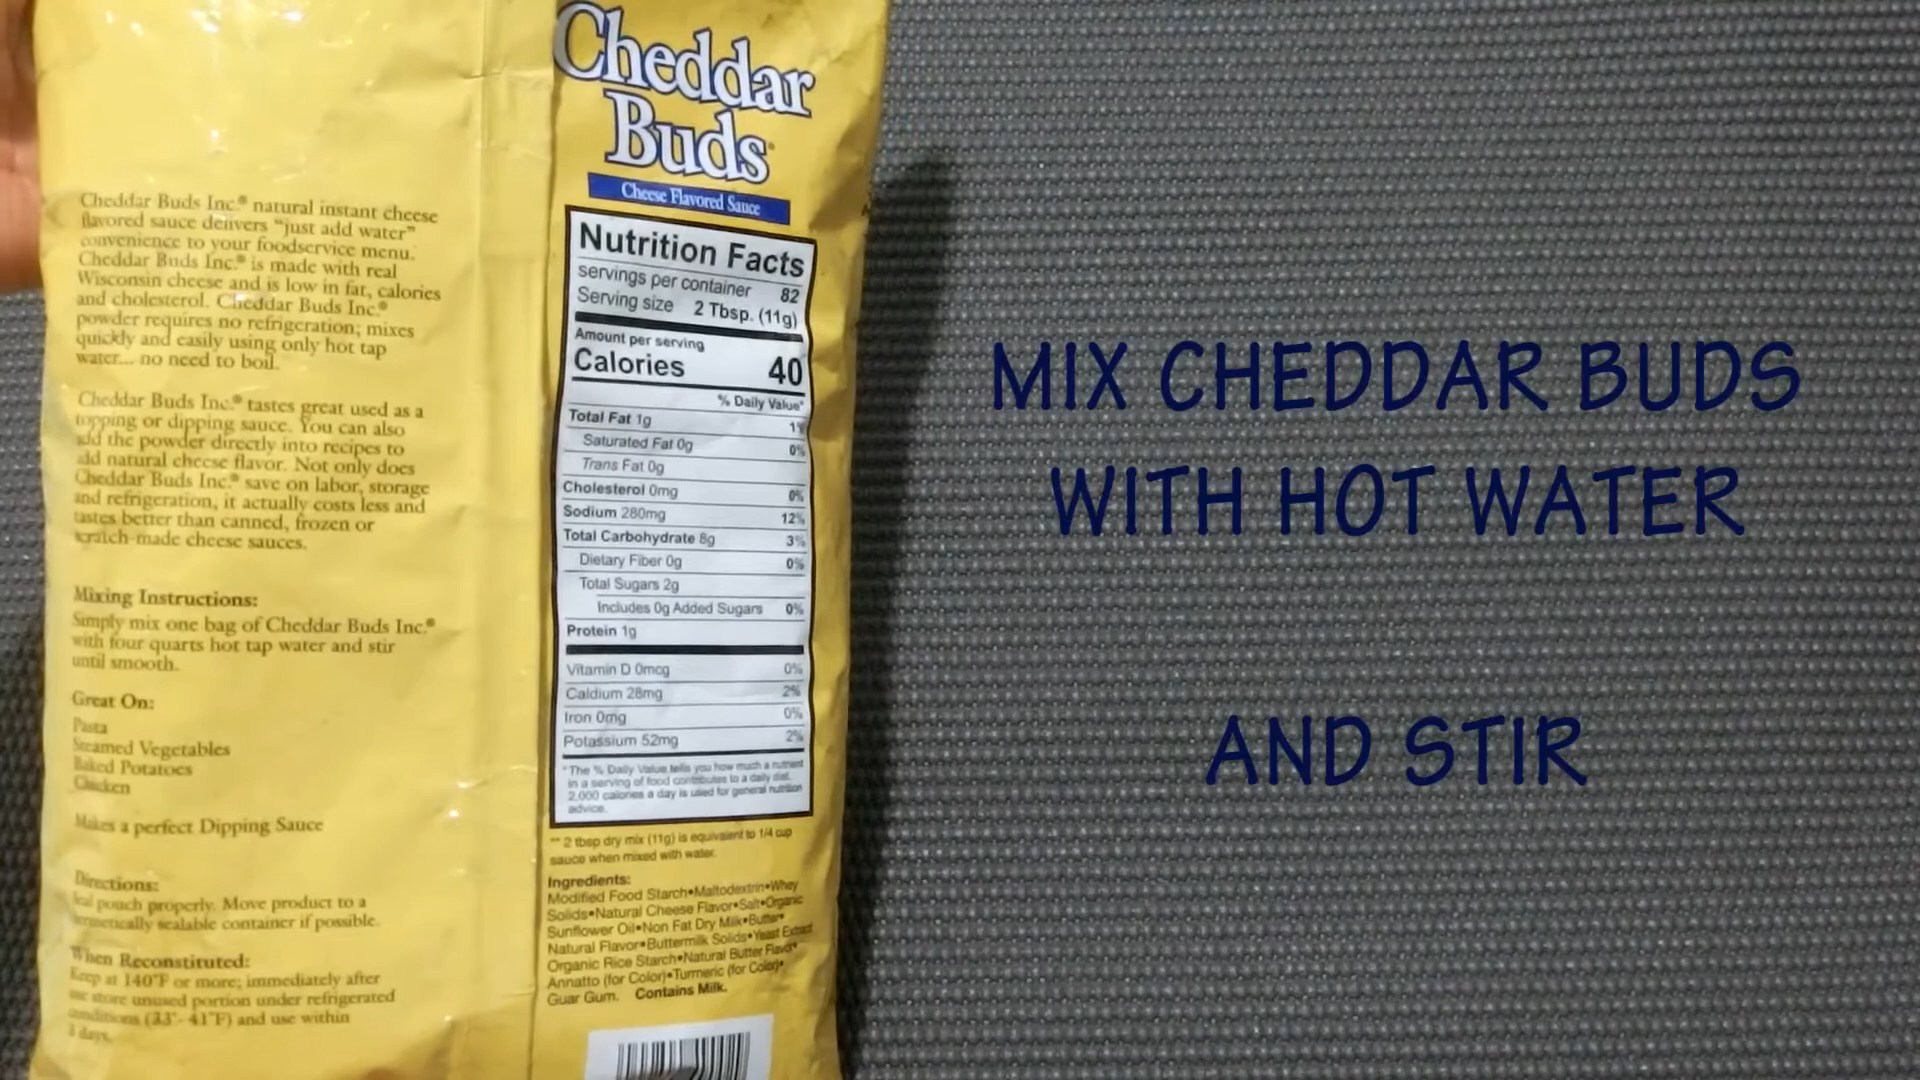 Cheddar Buds Inc.® natural instant cheese
flavored sauce delivers "just add water"
convenience to your foodservice menu.
Cheddar Buds Inc.® is made with real
Wisconsin cheese and is low in fat, calories
and cholesterol. Cheddar Buds Inc.®
powder requires no refrigeration; mixes
quickly and easily using only hot tap
water... no need to boil.
Cheddar Buds Inc.® tastes great used as a
topping or dipping sauce. You can also
add the powder directly into recipes to
add natural cheese flavor. Not only does
Cheddar Buds Inc.® save on labor, storage
and refrigeration, it actually costs less and
tastes better than canned, frozen or
scratch-made cheese sauces.
Mixing Instructions:
Simply mix one bag of Cheddar Buds Inc.®
with four quarts hot tap water and stir
until smooth.
Great On:
Pasta
Steamed Vegetables
Baked Potatoes
Chicken
Makes a perfect Dipping Sauce
Directions:
Seal pouch properly. Move product to a
hermetically sealable container if possible.
When Reconstituted:
Keep at 140°F or more; immediately after
use store unused portion under refrigerated
conditions (33°- 41°F) and use within
days.
Cheddar
Buds®
Cheese Flavored Sauce
Nutrition Facts
servings per container 82
Serving size 2 Tbsp. (11g)
Amount per serving
Calories 40
% Daily Value*
Total Fat 1g 1%
Saturated Fat 0g 0%
Trans Fat 0g
Cholesterol 0mg 0%
Sodium 280mg 12%
Total Carbohydrate 8g 3%
Dietary Fiber 0g 0%
Total Sugars 2g
Includes 0g Added Sugars 0%
Protein 1g
Vitamin D 0mcg 0%
Caldium 28mg 2%
Iron 0mg 0%
Potassium 52mg 2%
*The % Daily Value tells you how much a nutrient
in a serving of food contributes to a daily diet.
2,000 calories a day is used for general nutrition
advice.
** 2 tbsp dry mix (11g) is equivalent to 1/4 cup
sauce when mixed with water.
Ingredients:
Modified Food Starch•Maltodextrin•Whey
Solids•Natural Cheese Flavor•Salt•Organic
Sunflower Oil•Non Fat Dry Milk•Butter•
Natural Flavor•Buttermilk Solids•Yeast Extract
Organic Rice Starch•Natural Butter Flavor•
Annatto (for Color)•Turmeric (for Color)•
Guar Gum. Contains Milk.
MIX CHEDDAR BUDS
WITH HOT WATER
AND STIR